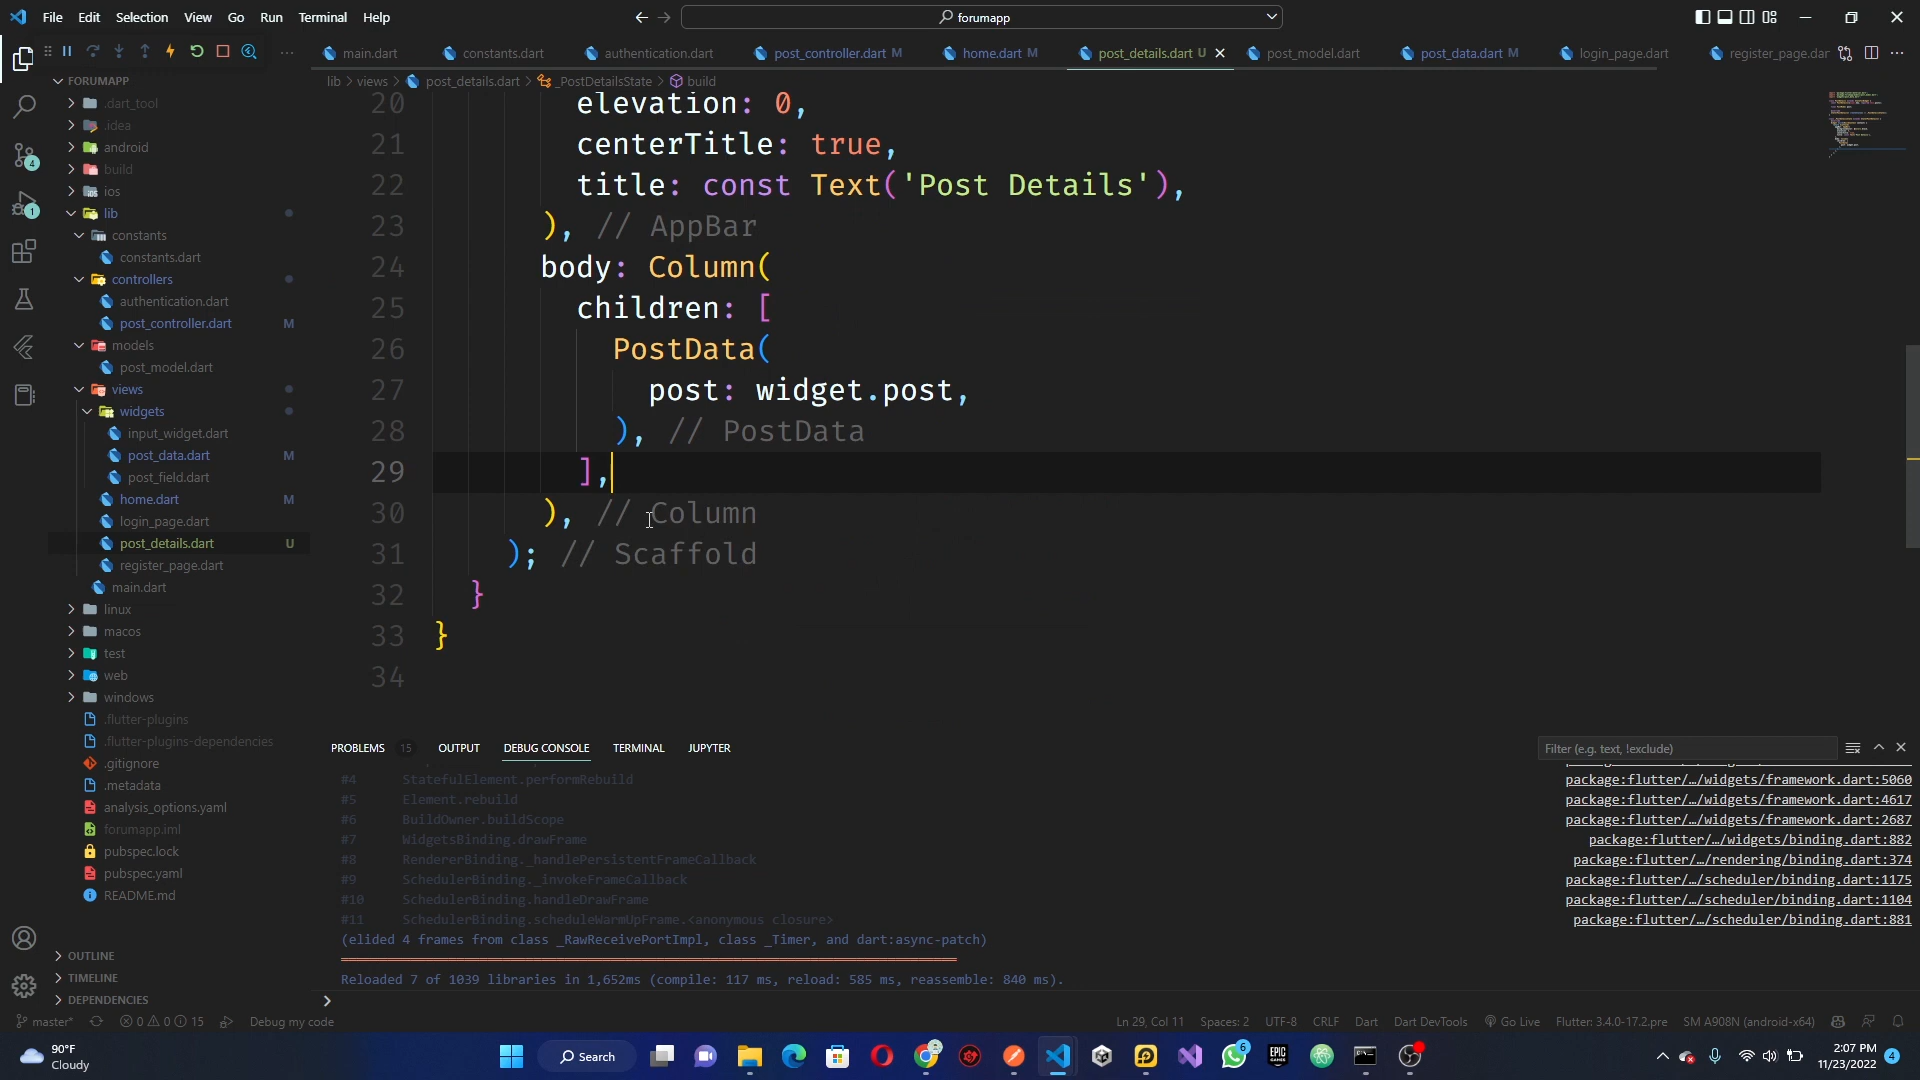 File Edit Selection View Go Run Terminal Help
forumapp
main.dart
constants.dart
authentication.dart
post_controller.dart M
home.dart M
post_details.dart U
post_model.dart
post_data.dart M
login_page.dart
register_page.dar
FORUMAPP
lib > views > post_details.dart > _PostDetailsState > build
.dart_tool
.idea
android
build
ios
lib
constants
constants.dart
controllers
authentication.dart
post_controller.dart M
models
post_model.dart
views
widgets
input_widget.dart
post_data.dart M
post_field.dart
home.dart M
login_page.dart
post_details.dart U
register_page.dart
main.dart
linux
macos
test
web
windows
.flutter-plugins
.flutter-plugins-dependencies
.gitignore
.metadata
analysis_options.yaml
forumapp.iml
pubspec.lock
pubspec.yaml
README.md
OUTLINE
TIMELINE
DEPENDENCIES
4
1
20 elevation: 0,
21 centerTitle: true,
22 title: const Text('Post Details'),
23 ), // AppBar
24 body: Column(
25 children: [
26 PostData(
27 post: widget.post,
28 ), // PostData
29 ],
30 ), // Column
31 ); // Scaffold
32 }
33 }
34
PROBLEMS 15 OUTPUT DEBUG CONSOLE TERMINAL JUPYTER
Filter (e.g. text, !exclude)
#4 StatefulElement.performRebuild package:flutter/…/widgets/framework.dart:5060
#5 Element.rebuild package:flutter/…/widgets/framework.dart:4617
#6 BuildOwner.buildScope package:flutter/…/widgets/framework.dart:2687
#7 WidgetsBinding.drawFrame package:flutter/…/widgets/binding.dart:882
#8 RendererBinding._handlePersistentFrameCallback package:flutter/…/rendering/binding.dart:374
#9 SchedulerBinding._invokeFrameCallback package:flutter/…/scheduler/binding.dart:1175
#10 SchedulerBinding.handleDrawFrame package:flutter/…/scheduler/binding.dart:1104
#11 SchedulerBinding.scheduleWarmUpFrame.<anonymous closure> package:flutter/…/scheduler/binding.dart:881
(elided 4 frames from class _RawReceivePortImpl, class _Timer, and dart:async-patch)
Reloaded 7 of 1039 libraries in 1,652ms (compile: 117 ms, reload: 585 ms, reassemble: 840 ms).
master* 0 0 15 Debug my code Ln 29, Col 11 Spaces: 2 UTF-8 CRLF Dart Dart DevTools Go Live Flutter: 3.4.0-17.2.pre SM A908N (android-x64)
90°F
Cloudy
Search
6
EPIC
GAMES
2:07 PM
11/23/2022
4